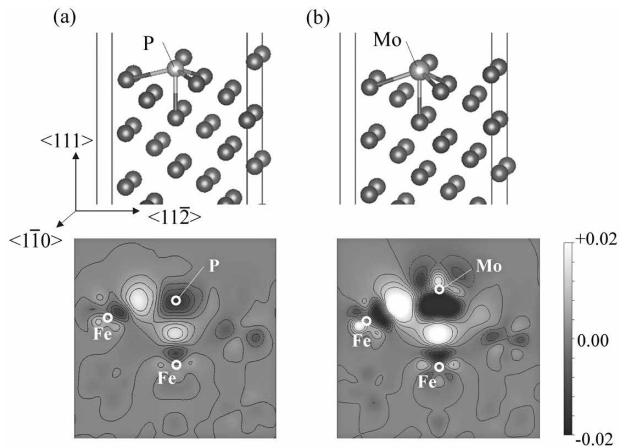 (a)
(b)
P
Mo
<111>
<112̅>
<11̅0>
P
Fe
Fe
Mo
Fe
Fe
+0.02
0.00
-0.02